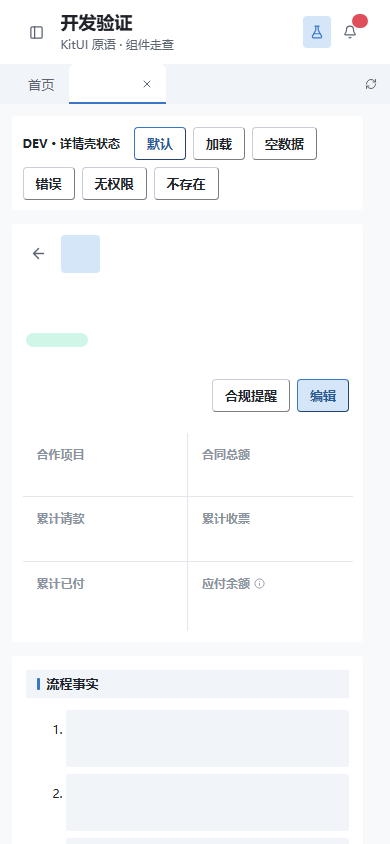 开发验证
KitUI 原语 · 组件走查
首页
DEV • 详情壳状态 默认 加载 空数据
错误 无权限 不存在
合规提醒 编辑
合作项目 合同总额
累计请款 累计收票
累计已付 应付余额
流程事实
1.
2.